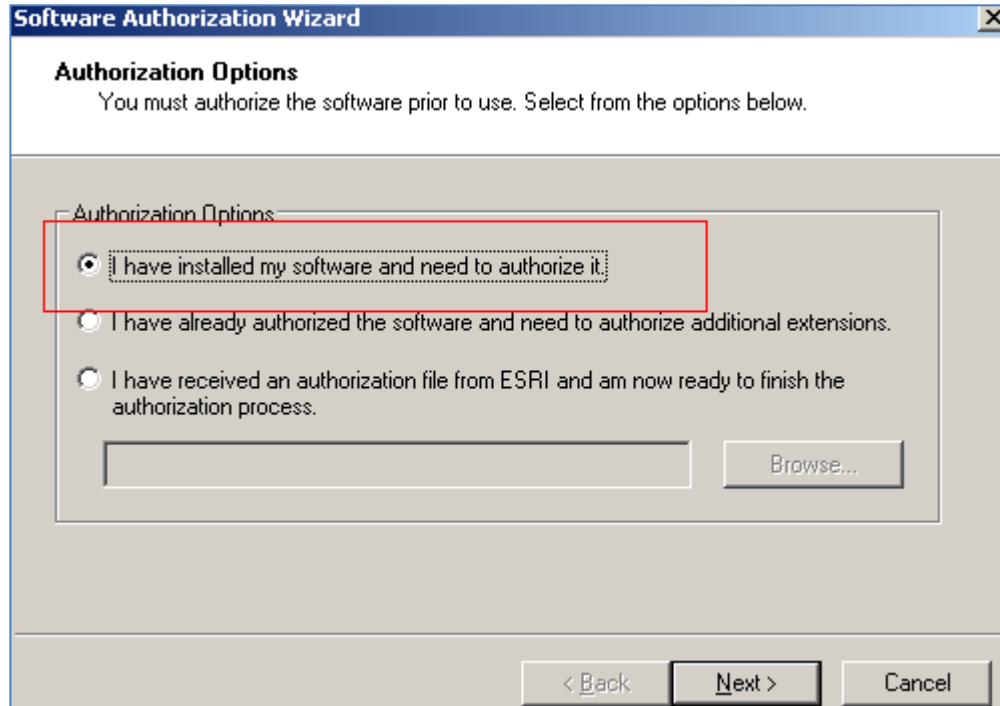 Software Authorization Wizard
Authorization Options
You must authorize the software prior to use. Select from the options below.
Authorization Options
I have installed my software and need to authorize it.
I have already authorized the software and need to authorize additional extensions.
I have received an authorization file from ESRI and am now ready to finish the
authorization process.
Browse...
< Back
Next >
Cancel